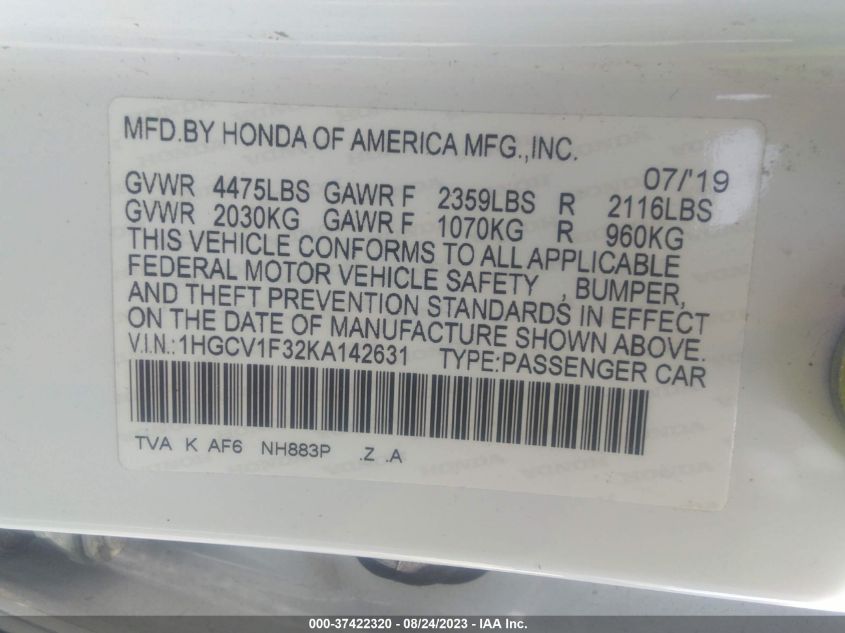 MFD.BY HONDA OF AMERICA MFG.,INC.
07/'19
GVWR 4475LBS GAWR F 2359LBS R 2116LBS
GVWR 2030KG GAWR F 1070KG R 960KG
THIS VEHICLE CONFORMS TO ALL APPLICABLE
FEDERAL MOTOR VEHICLE SAFETY , BUMPER,
AND THEFT PREVENTION STANDARDS IN EFFECT
ON THE DATE OF MANUFACTURE SHOWN ABOVE.
V.I.N.:1HGCV1F32KA142631 TYPE:PASSENGER CAR
TVA K AF6 NH883P .Z .A
000-37422320 - 08/24/2023 - IAA Inc.